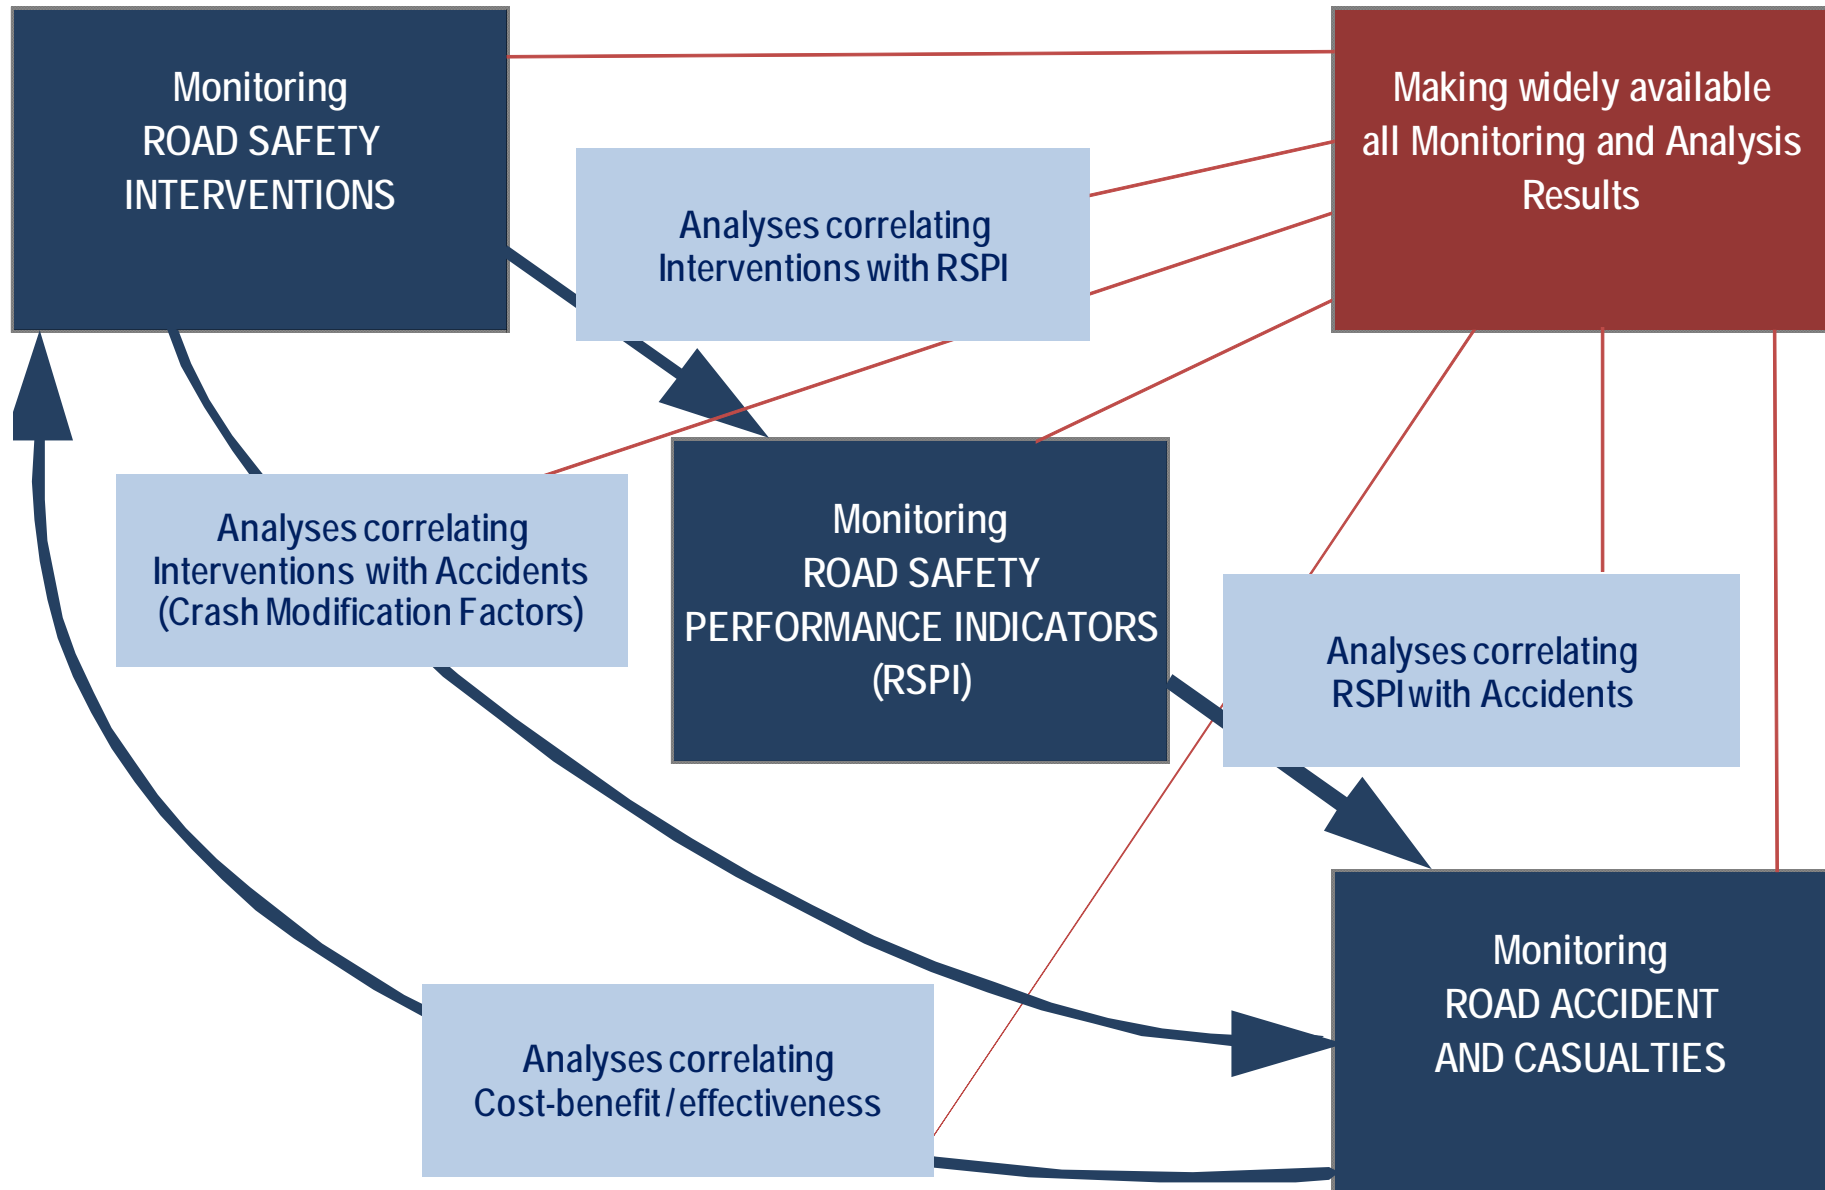 Monitoring
ROAD SAFETY
INTERVENTIONS
Making widely available
all Monitoring and Analysis
Results
Analyses correlating
Interventions with RSPI
Analyses correlating
Interventions with Accidents
(Crash Modification Factors)
Monitoring
ROAD SAFETY
PERFORMANCE INDICATORS
(RSPI)
Analyses correlating
RSPI with Accidents
Monitoring
ROAD ACCIDENT
AND CASUALTIES
Analyses correlating
Cost-benefit / effectiveness